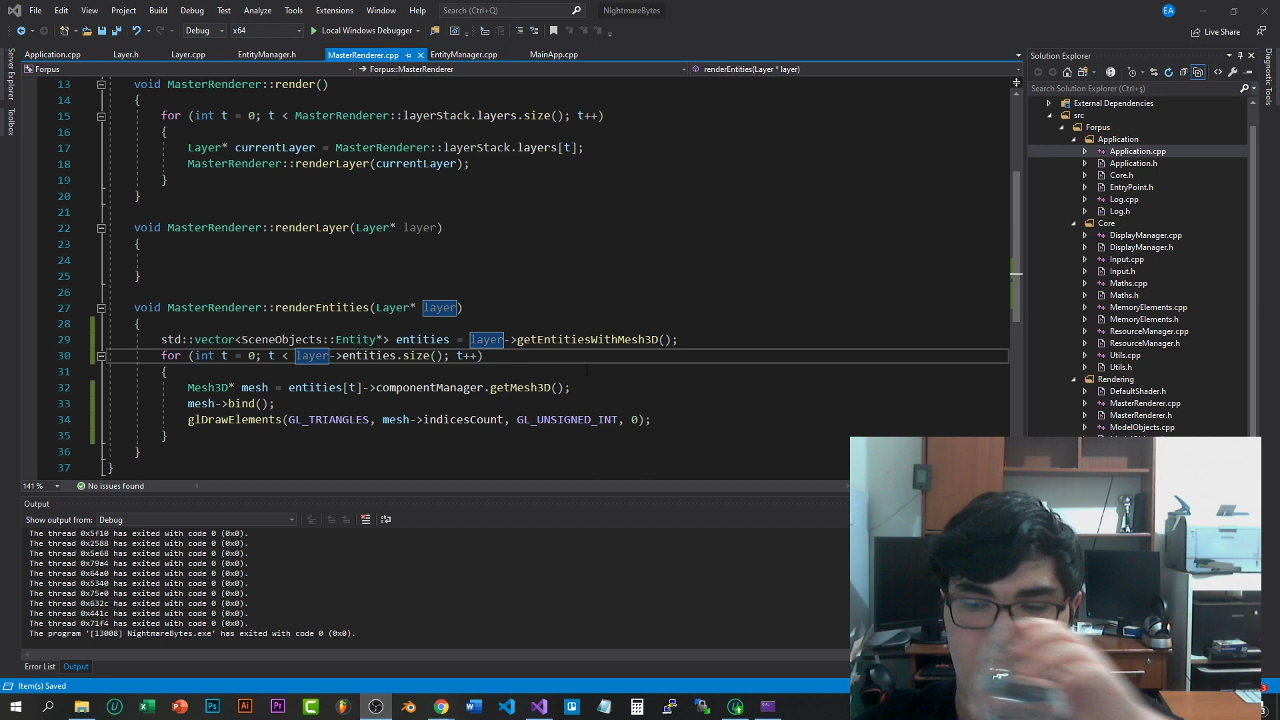 File Edit View Project Build Debug Test Analyze Tools Extensions Window Help Search (Ctrl+Q) NightmareBytes EA
Debug x64 Local Windows Debugger Live Share
Application.cpp Layer.h Layer.cpp EntityManager.h MasterRenderer.cpp EntityManager.cpp MainApp.cpp
Forpus Forpus::MasterRenderer renderEntities(Layer * layer)
Server Explorer
Toolbox
13 void MasterRenderer::render()
14 {
15 for (int t = 0; t < MasterRenderer::layerStack.layers.size(); t++)
16 {
17 Layer* currentLayer = MasterRenderer::layerStack.layers[t];
18 MasterRenderer::renderLayer(currentLayer);
19 }
20 }
21
22 void MasterRenderer::renderLayer(Layer* layer)
23 {
24
25 }
26
27 void MasterRenderer::renderEntities(Layer* layer)
28 {
29 std::vector<SceneObjects::Entity*> entities = layer->getEntitiesWithMesh3D();
30 for (int t = 0; t < layer->entities.size(); t++)
31 {
32 Mesh3D* mesh = entities[t]->componentManager.getMesh3D();
33 mesh->bind();
34 glDrawElements(GL_TRIANGLES, mesh->indicesCount, GL_UNSIGNED_INT, 0);
35 }
36 }
37 }
141 % No issues found
Output
Show output from: Debug
The thread 0x5f10 has exited with code 0 (0x0).
The thread 0x2588 has exited with code 0 (0x0).
The thread 0x5e68 has exited with code 0 (0x0).
The thread 0x79a4 has exited with code 0 (0x0).
The thread 0x64a0 has exited with code 0 (0x0).
The thread 0x5340 has exited with code 0 (0x0).
The thread 0x75e0 has exited with code 0 (0x0).
The thread 0x632c has exited with code 0 (0x0).
The thread 0x441c has exited with code 0 (0x0).
The thread 0x71f4 has exited with code 0 (0x0).
The program '[13008] NightmareBytes.exe' has exited with code 0 (0x0).
Error List Output
Item(s) Saved
Solution Explorer
Search Solution Explorer (Ctrl+ş)
External Dependencies
src
Forpus
Application
Application.cpp
Application.h
Core.h
EntryPoint.h
Log.cpp
Log.h
Core
DisplayManager.cpp
DisplayManager.h
Input.cpp
Input.h
Maths.cpp
Maths.h
MemoryElements.cpp
MemoryElements.h
ResourceManager.cpp
ResourceManager.h
Utils.cpp
Utils.h
Rendering
DefaultShader.h
MasterRenderer.cpp
MasterRenderer.h
ModelObjects.cpp
Diagnostic Tools